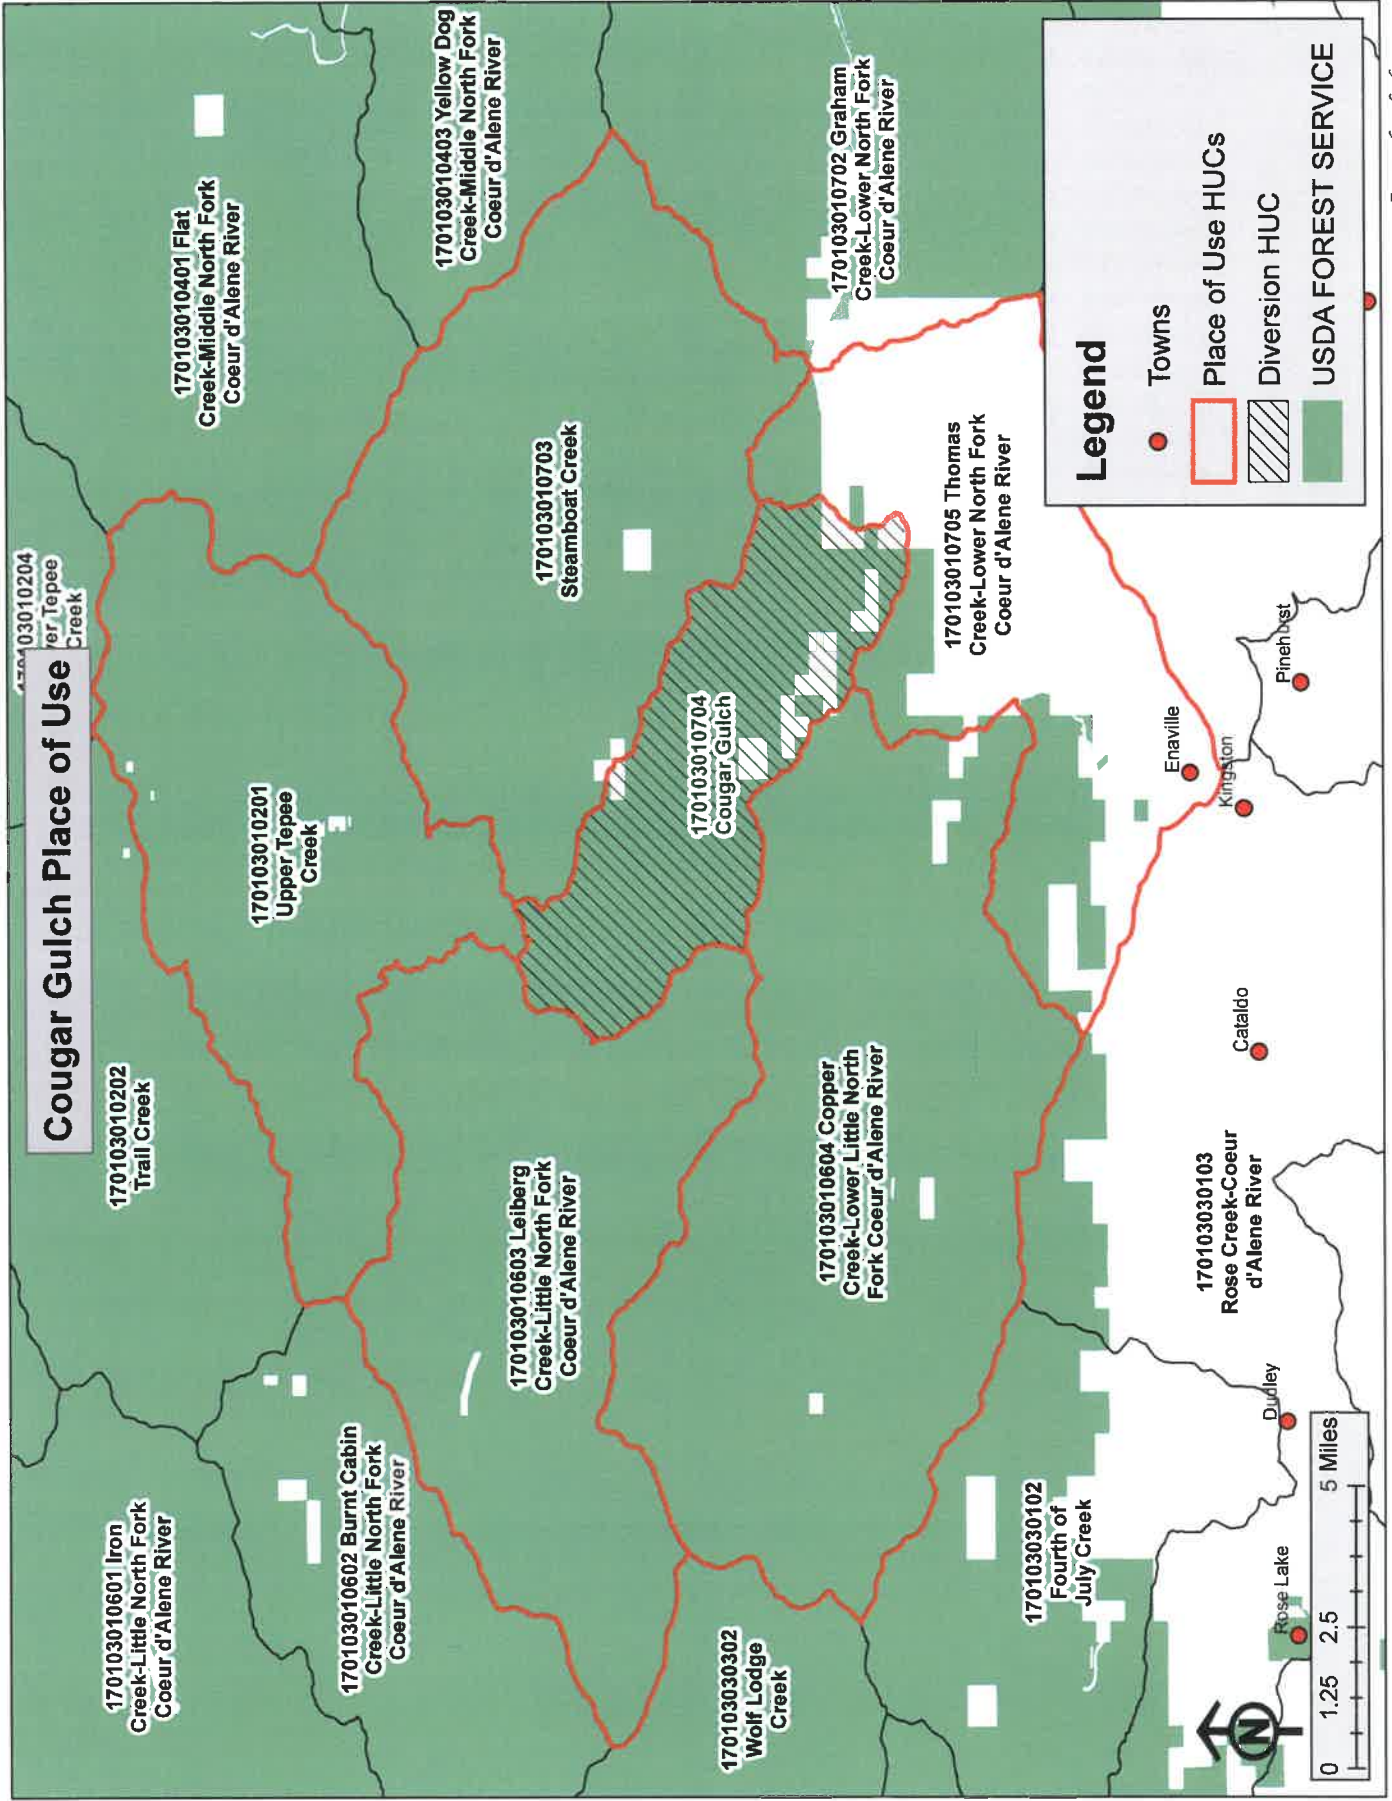 Cougar Gulch Place of Use
170103010601 Iron
Creek-Little North Fork
Coeur d'Alene River
170103010202
Trail Creek
Creek
170103010401 Flat
Creek-Middle North Fork
Coeur d'Alene River
170103010602 Burnt Cabin
Creek-Little North Fork
Coeur d'Alene River
170103010201
Upper Tepee
Creek
170103010403 Yellow Dog
Creek-Middle North Fork
Coeur d'Alene River
170103010603 Leiberg
Creek-Little North Fork
Coeur d'Alene River
170103010703
Steamboat Creek
170103010704
Cougar Gulch
170103030302
Wolf Lodge
Creek
170103010604 Copper
Creek-Lower Little North
Fork Coeur d'Alene River
170103010702 Graham
Creek-Lower North Fork
Coeur d'Alene River
170103010705 Thomas
Creek-Lower North Fork
Coeur d'Alene River
170103030102
Fourth of
July Creek
170103030103
Rose Creek-Coeur
d'Alene River
Enaville
Kingston
Pinehurst
Cataldo
Dudley
Rose Lake
N
0 1.25 2.5 5 Miles
Legend
Towns
Place of Use HUCs
Diversion HUC
USDA FOREST SERVICE